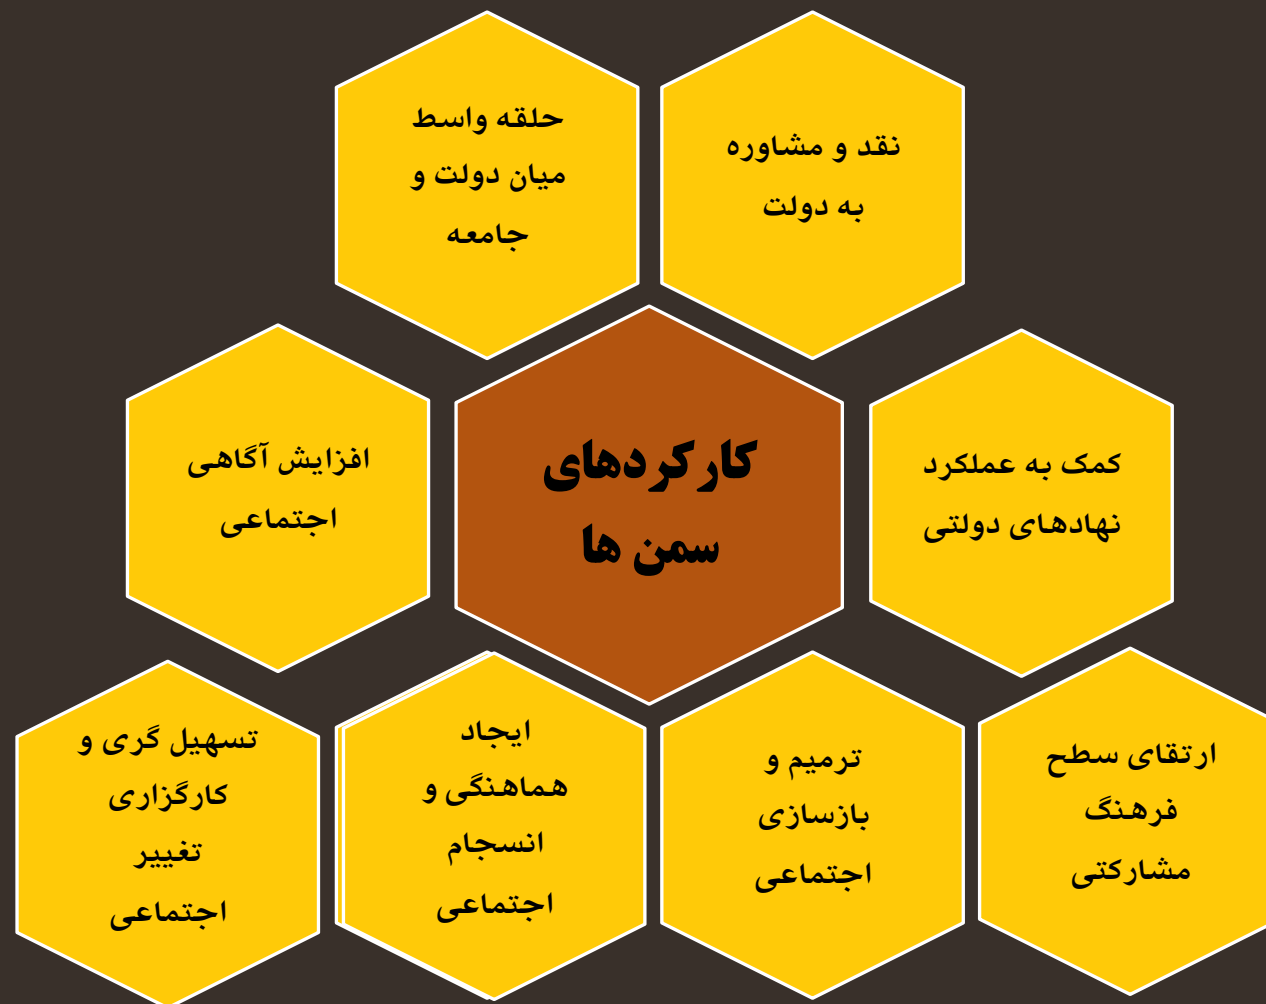 نقد و مشاوره
به دولت
حلقه واسط
میان دولت و
جامعه
کارکردهای
سمن ها
کمک به عملکرد
نهادهای دولتی
افزایش آگاهی
اجتماعی
ارتقای سطح
فرهنگ
مشارکتی
ترمیم و
بازسازی
اجتماعی
ایجاد
هماهنگی و
انسجام
اجتماعی
تسهیل گری و
کارگزاری
تغییر
اجتماعی